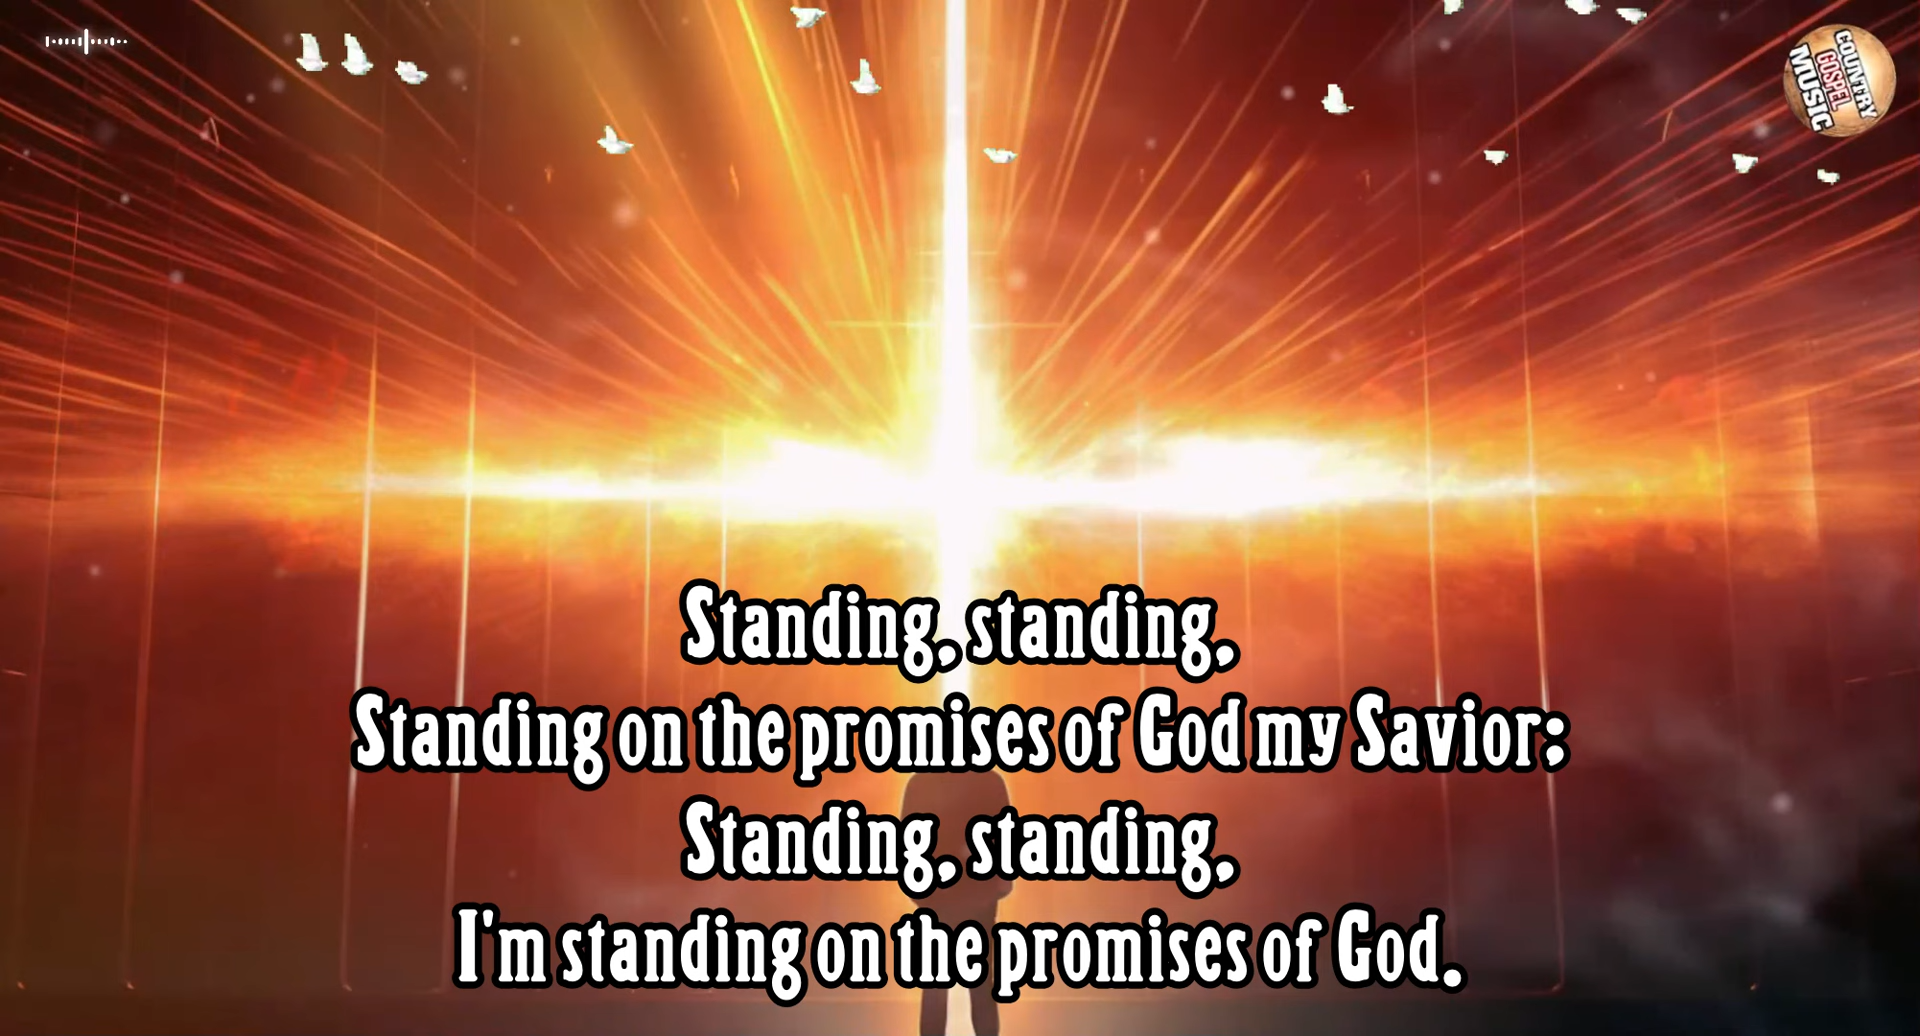 COUNTRY
GOSPEL
MUSIC
Standing, standing,
Standing on the promises of God my Savior;
Standing, standing,
I'm standing on the promises of God.